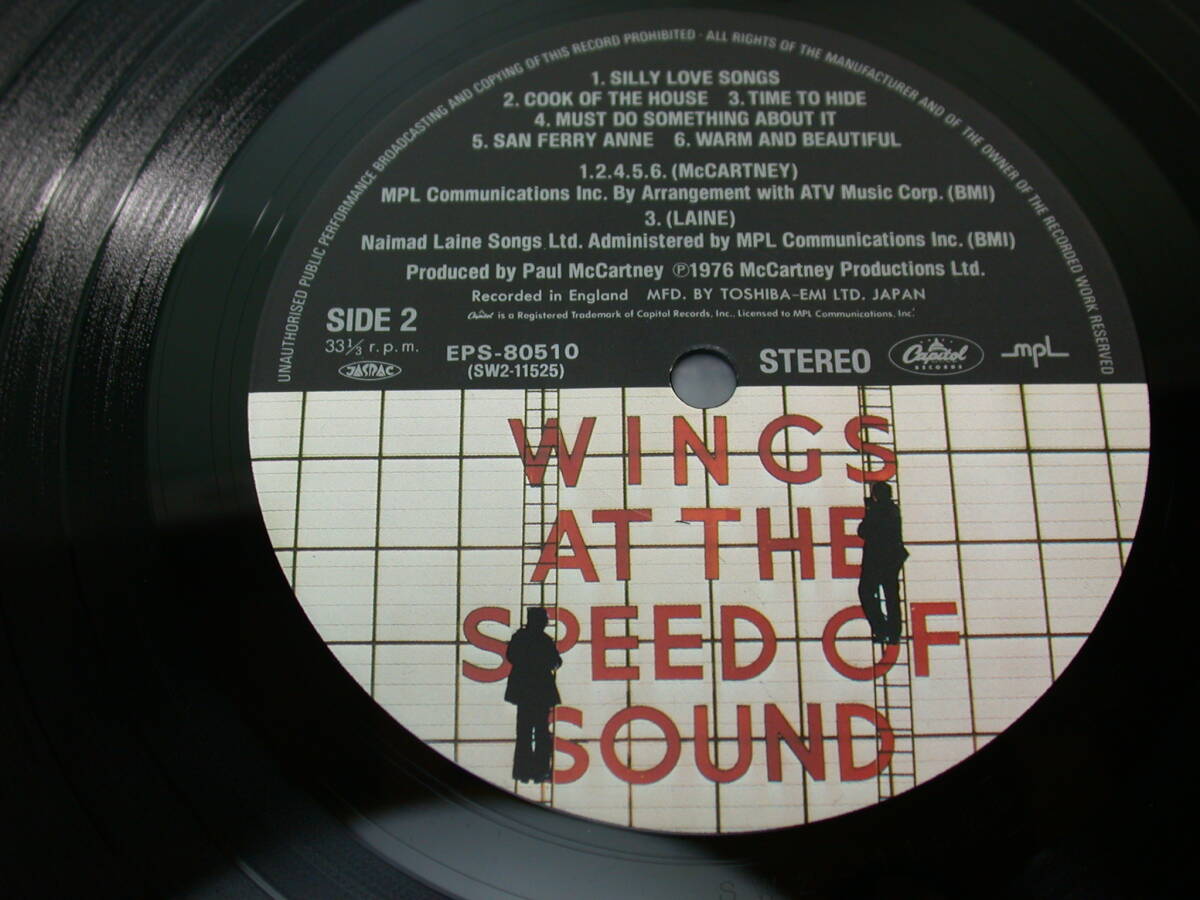 UNAUTHORISED PUBLIC PERFORMANCE BROADCASTING AND COPYING OF THIS RECORD PROHIBITED · ALL RIGHTS OF THE MANUFACTURER AND OF THE OWNER OF THE RECORDED WORK RESERVED
1. SILLY LOVE SONGS
2. COOK OF THE HOUSE 3. TIME TO HIDE
4. MUST DO SOMETHING ABOUT IT
5. SAN FERRY ANNE 6. WARM AND BEAUTIFUL
1.2.4.5.6. (McCARTNEY)
MPL Communications Inc. By Arrangement with ATV Music Corp. (BMI)
3. (LAINE)
Naimad Laine Songs Ltd. Administered by MPL Communications Inc. (BMI)
Produced by Paul McCartney ℗1976 McCartney Productions Ltd.
Recorded in England MFD. BY TOSHIBA-EMI LTD. JAPAN
Capitol is a Registered Trademark of Capitol Records, Inc., Licensed to MPL Communications, Inc.
SIDE 2
33⅓ r.p.m.
JASRAC
EPS-80510
(SW2-11525)
STEREO
Capitol
RECORDS
mpL
WINGS
AT THE
SPEED OF
SOUND